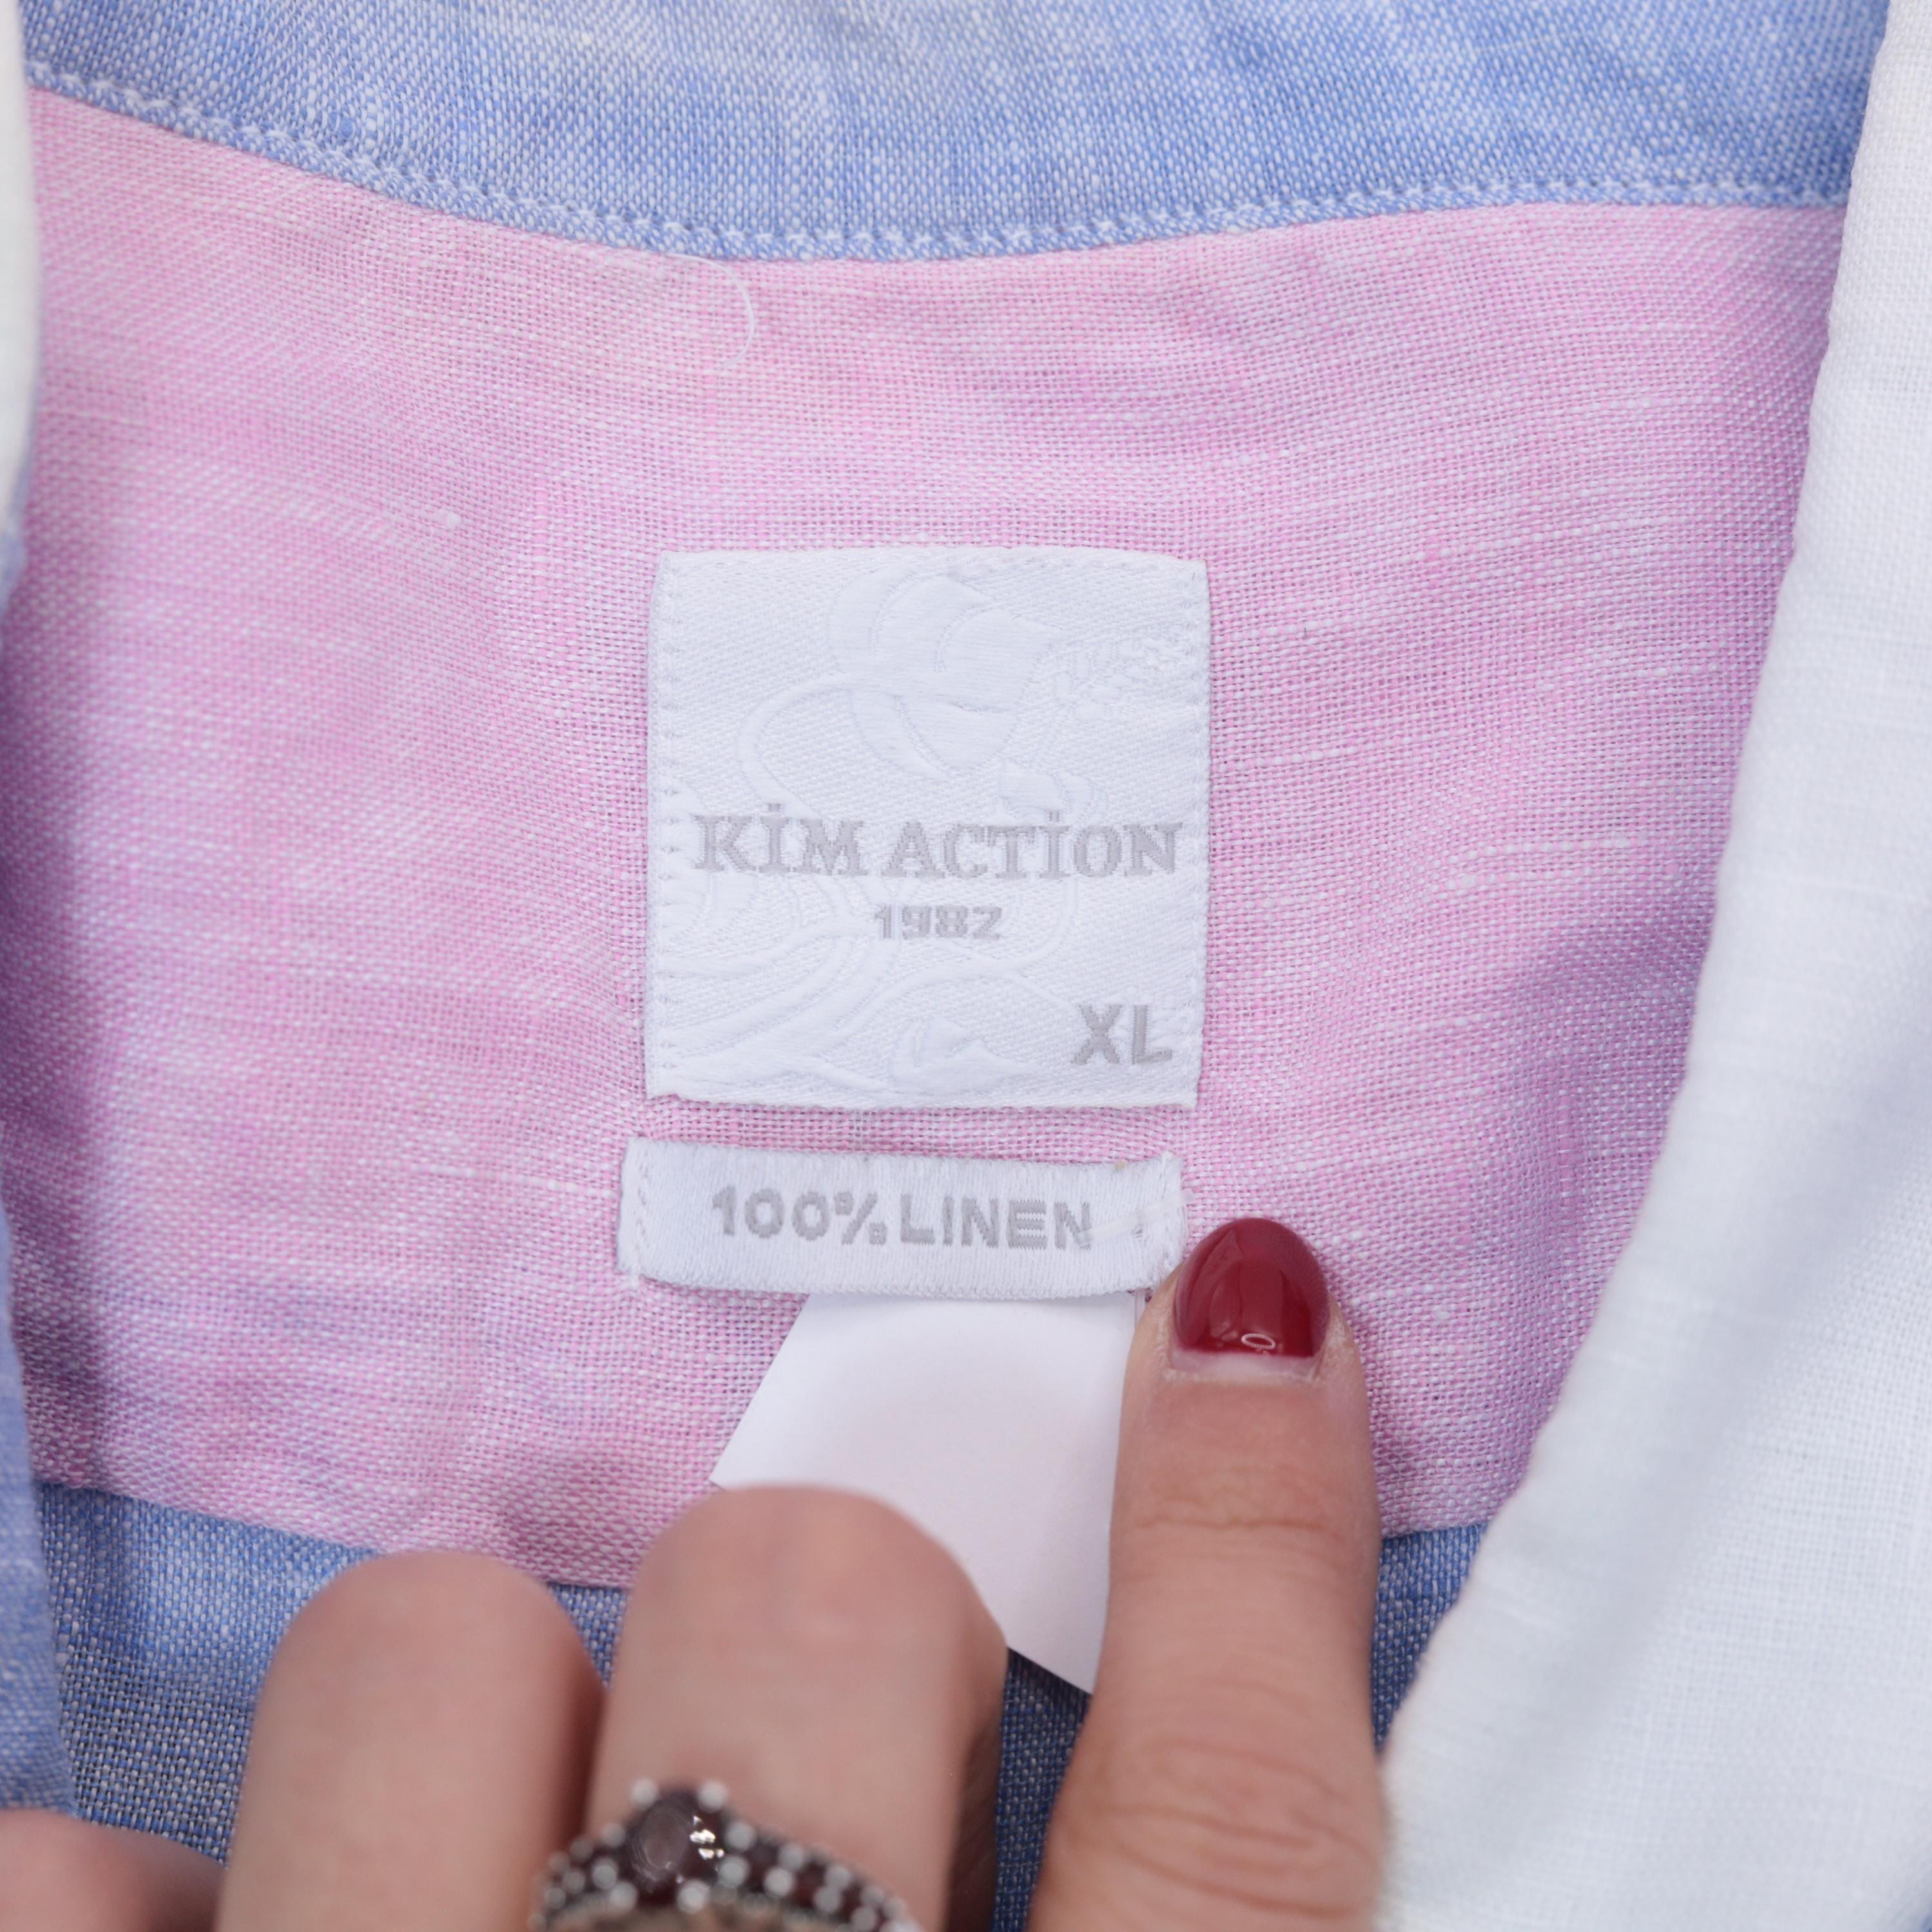 KİM ACTİON
1982
XL
100% LINEN